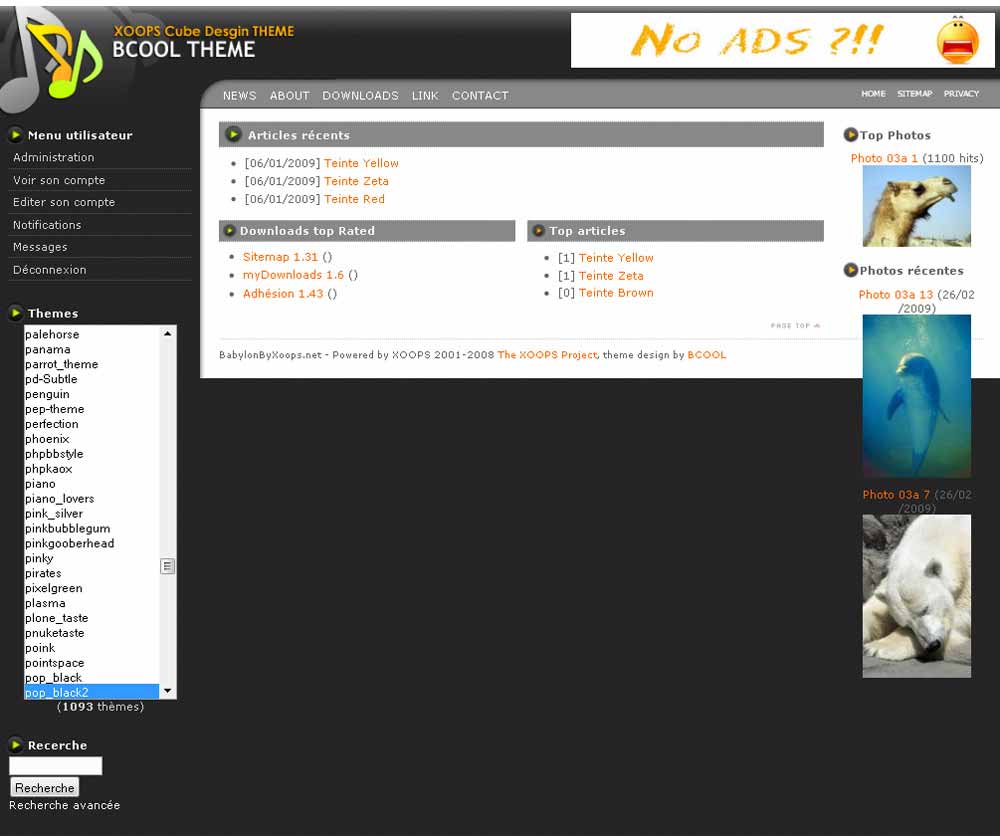 XOOPS Cube Desgin THEME
BCOOL THEME
No ADS ?!!
NEWS ABOUT DOWNLOADS LINK CONTACT
HOME SITEMAP PRIVACY
Menu utilisateur
Administration
Voir son compte
Editer son compte
Notifications
Messages
Déconnexion
Themes
palehorse
panama
parrot_theme
pd-Subtle
penguin
pep-theme
perfection
phoenix
phpbbstyle
phpkaox
piano
piano_lovers
pink_silver
pinkbubblegum
pinkgooberhead
pinky
pirates
pixelgreen
plasma
plone_taste
pnuketaste
poink
pointspace
pop_black
pop_black2
(1093 thèmes)
Recerche
Recherche
Recherche avancée
Articles récents
[06/01/2009] Teinte Yellow
[06/01/2009] Teinte Zeta
[06/01/2009] Teinte Red
Downloads top Rated
Sitemap 1.31 ()
myDownloads 1.6 ()
Adhésion 1.43 ()
Top articles
[1] Teinte Yellow
[1] Teinte Zeta
[0] Teinte Brown
PAGE TOP
BabylonByXoops.net - Powered by XOOPS 2001-2008 The XOOPS Project, theme design by BCOOL
Top Photos
Photo 03a 1 (1100 hits)
Photos récentes
Photo 03a 13 (26/02
/2009)
Photo 03a 7 (26/02
/2009)